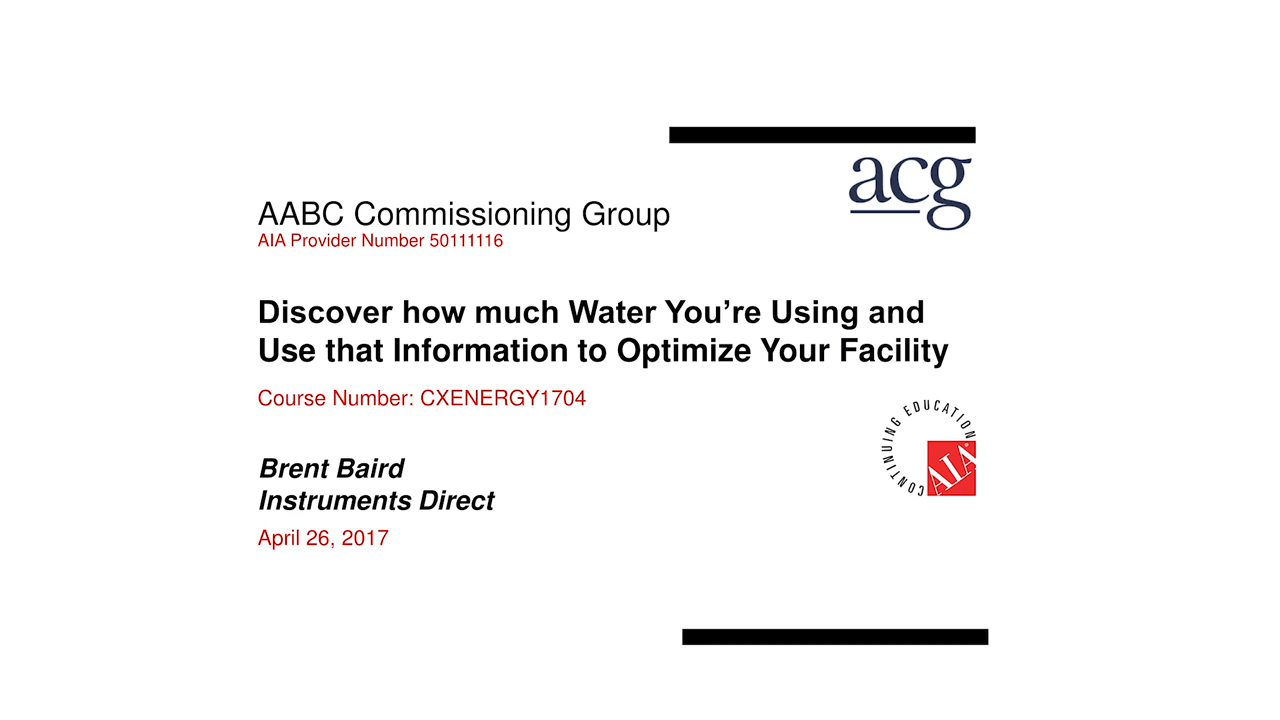 acg
AABC Commissioning Group
AIA Provider Number 50111116
Discover how much Water You’re Using and
Use that Information to Optimize Your Facility
Course Number: CXENERGY1704
CONTINUING EDUCATION
AIA
Brent Baird
Instruments Direct
April 26, 2017